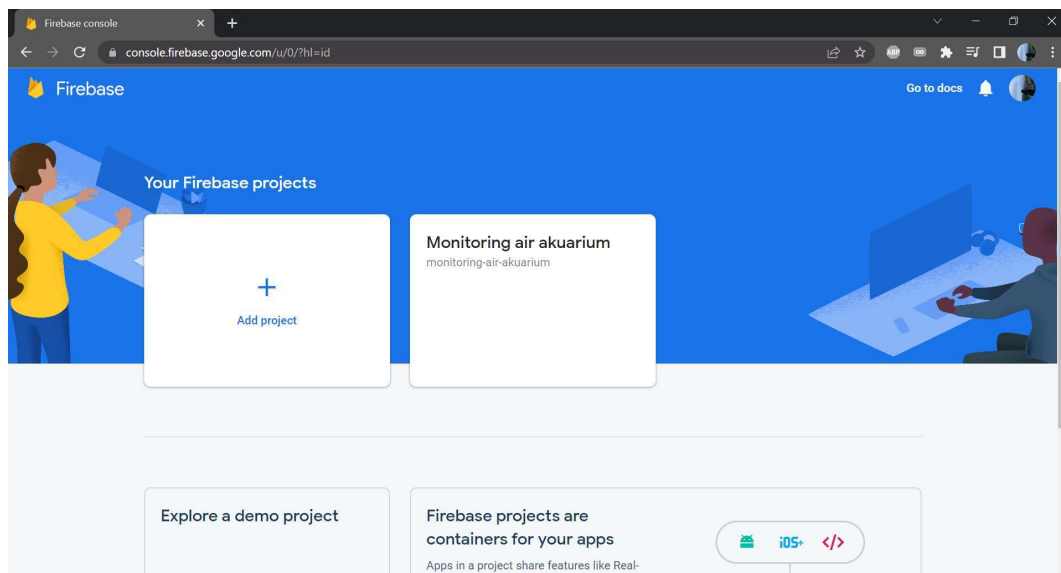 Firebase console
console.firebase.google.com/u/0/?hl=id
ABP
Firebase
Go to docs
Your Firebase projects
Add project
Monitoring air akuarium
monitoring-air-akuarium
Explore a demo project
Firebase projects are
containers for your apps
Apps in a project share features like Real-
iOS+